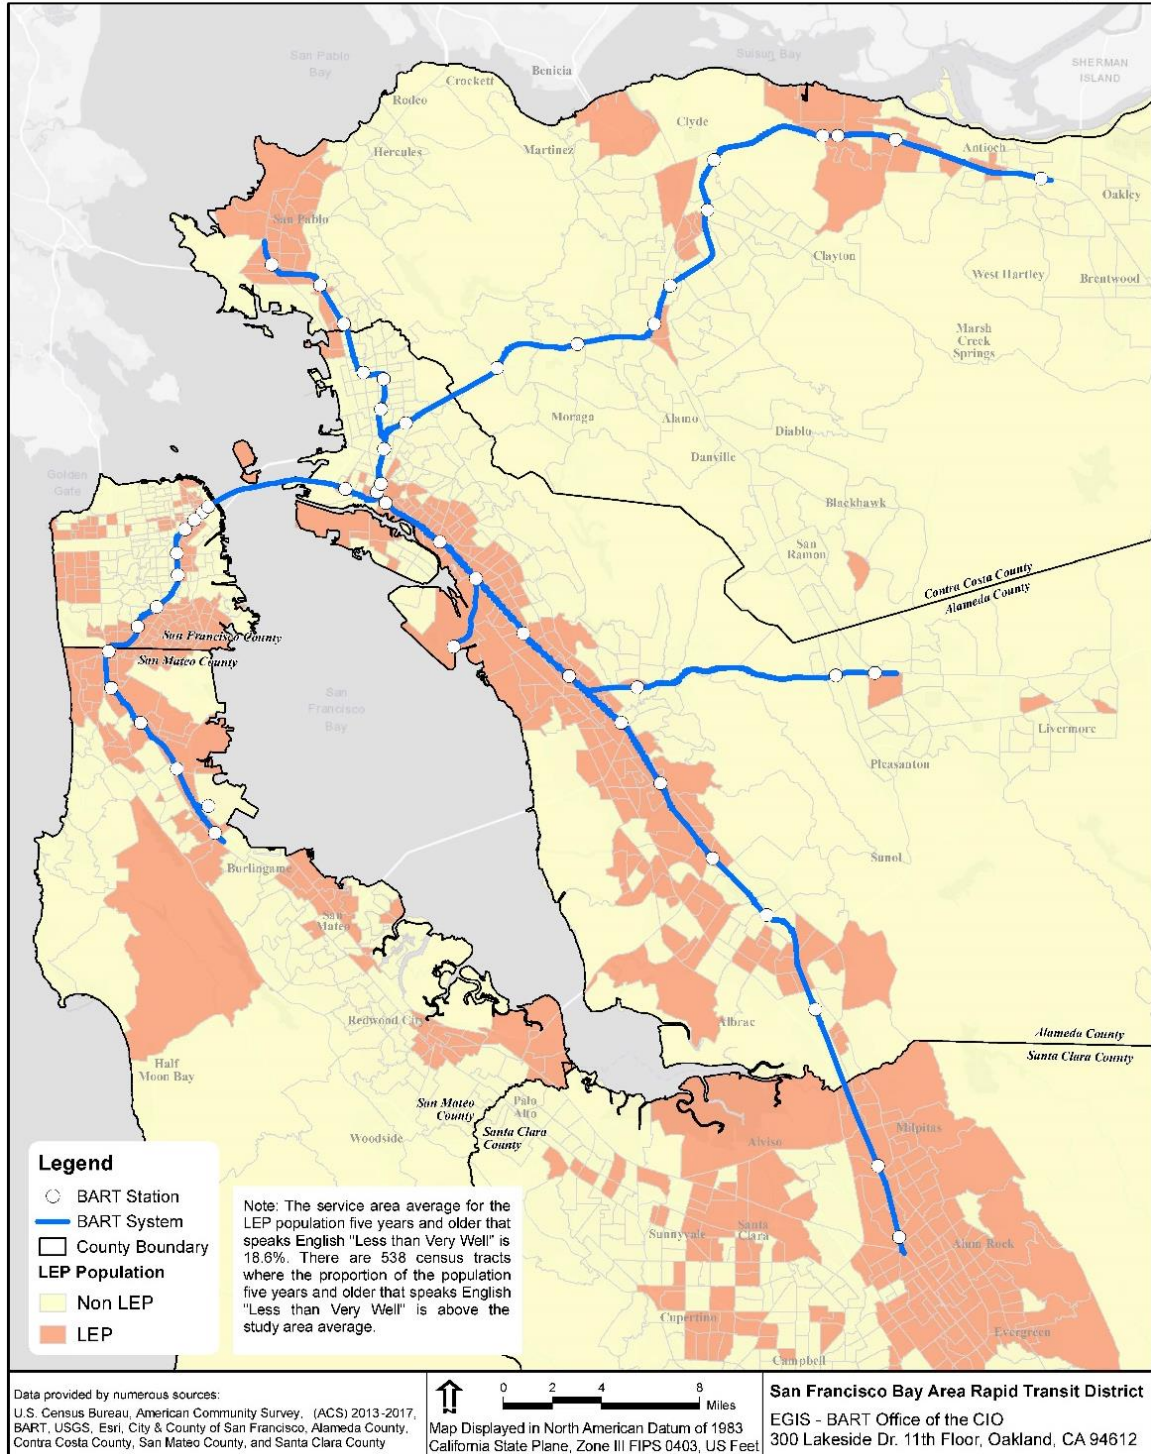 San Pablo
Bay
Suisun Bay
SHERMAN
ISLAND
Benicia
Crockett
Rodeo
Clyde
Hercules
Martinez
Antioch
Oakley
San Pablo
Clayton
West Hartley
Brentwood
Marsh
Creek
Springs
Moraga
Alamo
Diablo
Danville
Golden
Gate
Blackhawk
San
Ramon
Contra Costa County
Alameda County
San Francisco County
San Mateo County
San
Francisco
Bay
Livermore
Pleasanton
Sunol
Burlingame
San
Mateo
Redwood City
Albrac
Alameda County
Santa Clara County
Half
Moon Bay
San Mateo
County
Palo
Alto
Santa Clara
County
Woodside
Alviso
Milpitas
Sunnyvale
Santa
Clara
Alum Rock
Cupertino
Evergreen
Campbell
Legend
BART Station
BART System
County Boundary
LEP Population
Non LEP
LEP
Note: The service area average for the
LEP population five years and older that
speaks English "Less than Very Well" is
18.6%. There are 538 census tracts
where the proportion of the population
five years and older that speaks English
"Less than Very Well" is above the
study area average.
Data provided by numerous sources:
U.S. Census Bureau, American Community Survey, (ACS) 2013-2017,
BART, USGS, Esri, City & County of San Francisco, Alameda County,
Contra Costa County, San Mateo County, and Santa Clara County
0 2 4 8
Miles
Map Displayed in North American Datum of 1983
California State Plane, Zone III FIPS 0403, US Feet
San Francisco Bay Area Rapid Transit District
EGIS - BART Office of the CIO
300 Lakeside Dr. 11th Floor, Oakland, CA 94612